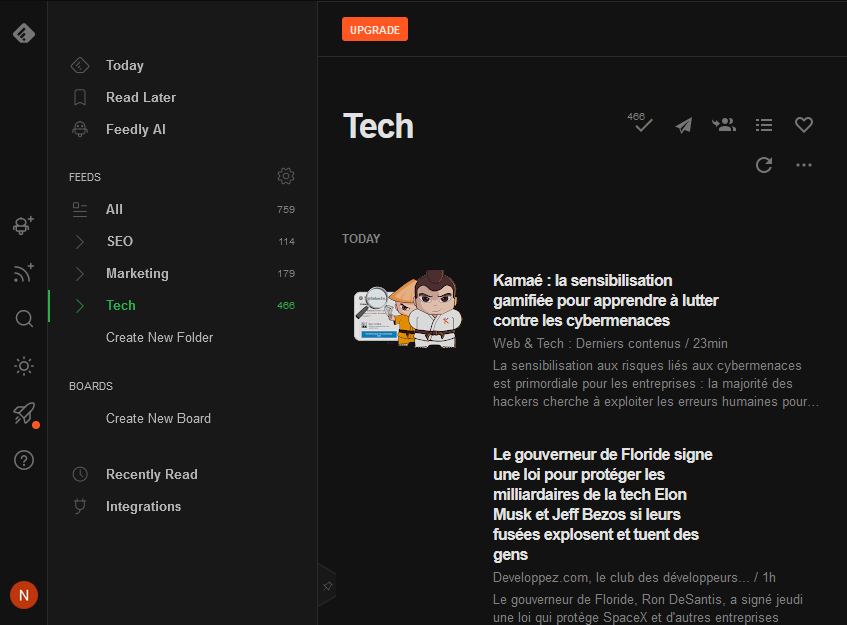 UPGRADE
Today
Read Later
Feedly AI
FEEDS
All 759
SEO 114
Marketing 179
Tech 466
Create New Folder
BOARDS
Create New Board
Recently Read
Integrations
N
Tech
466
TODAY
Kamaé : la sensibilisation
gamifiée pour apprendre à lutter
contre les cybermenaces
Web & Tech : Derniers contenus / 23min
La sensibilisation aux risques liés aux cybermenaces
est primordiale pour les entreprises : la majorité des
hackers cherche à exploiter les erreurs humaines pour…
Le gouverneur de Floride signe
une loi pour protéger les
milliardaires de la tech Elon
Musk et Jeff Bezos si leurs
fusées explosent et tuent des
gens
Developpez.com, le club des développeurs... / 1h
Le gouverneur de Floride, Ron DeSantis, a signé jeudi
une loi qui protège SpaceX et d'autres entreprises